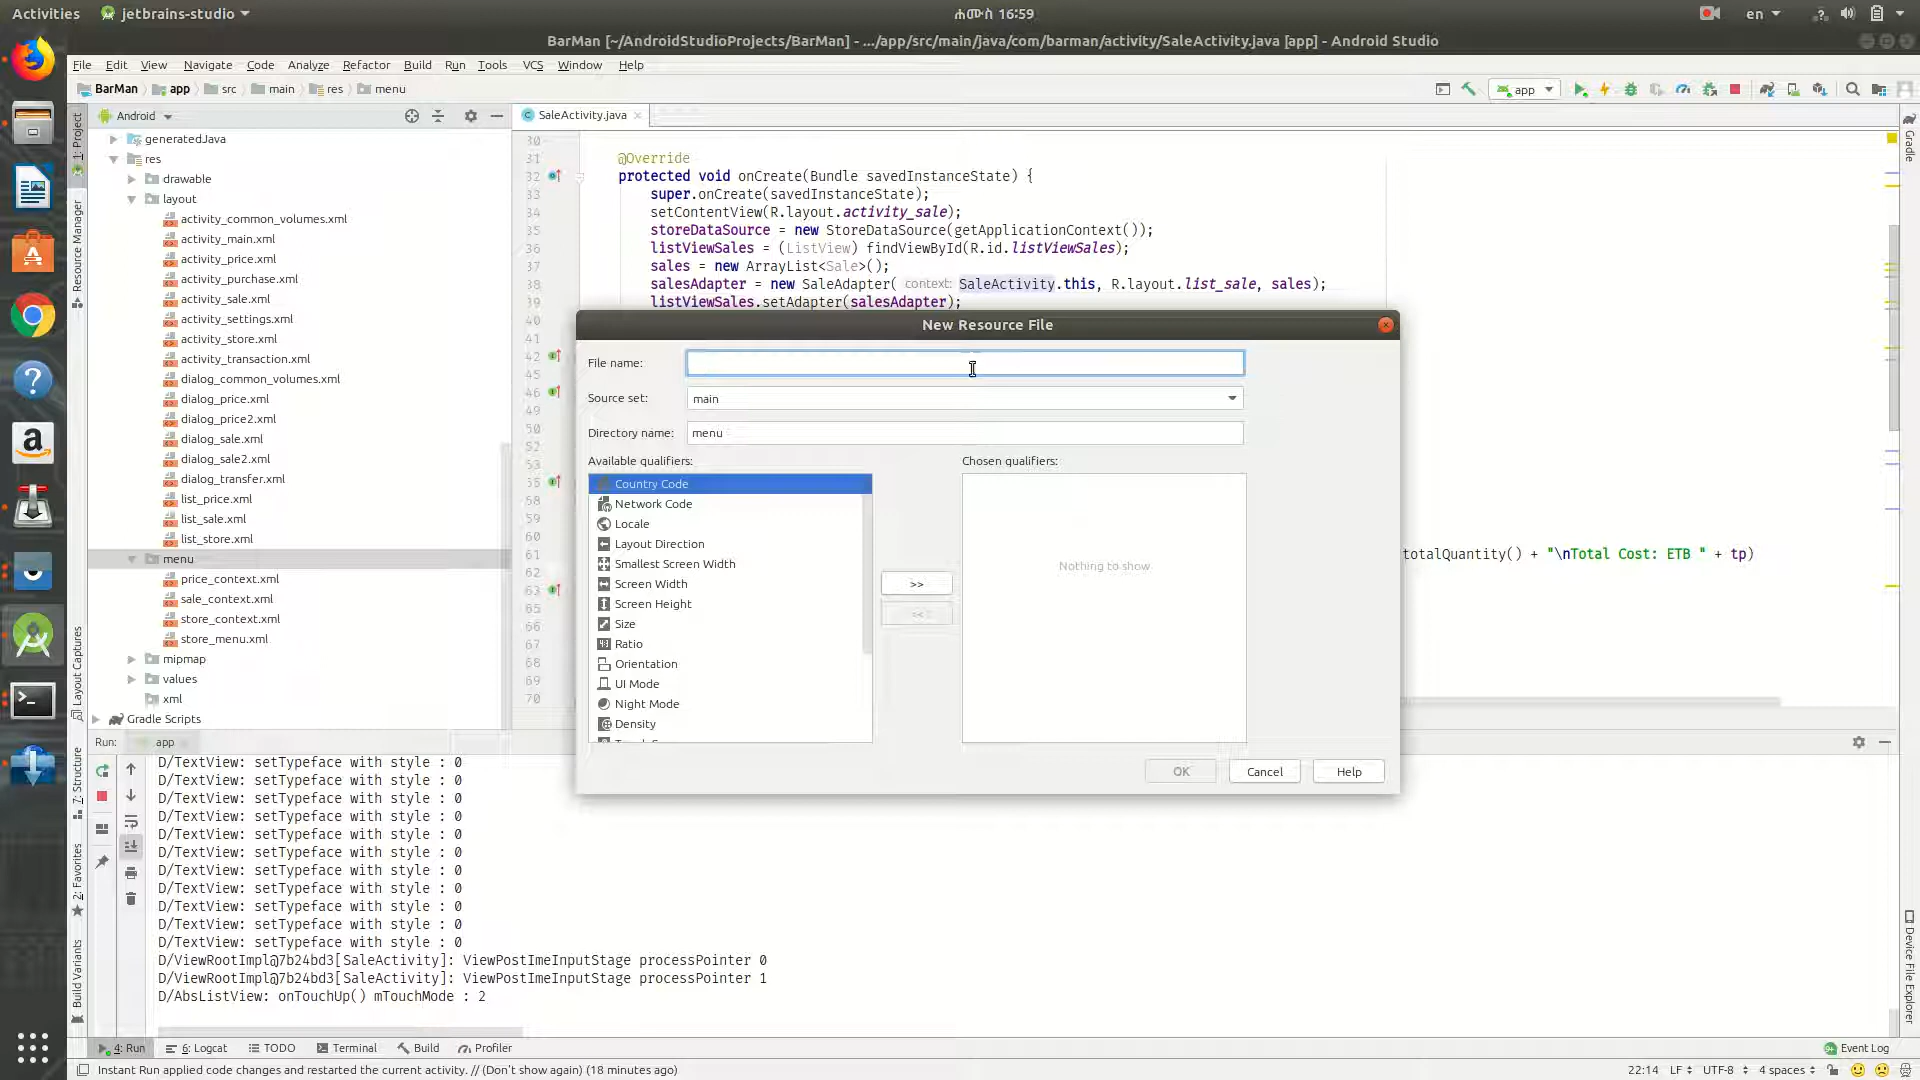 Activities
jetbrains-studio
ሐሙስ 16:59
en
BarMan [~/AndroidStudioProjects/BarMan] - .../app/src/main/java/com/barman/activity/SaleActivity.java [app] - Android Studio
File Edit View Navigate Code Analyze Refactor Build Run Tools VCS Window Help
BarMan app src main res menu
app
Android
SaleActivity.java
1: Project
Resource Manager
Layout Captures
Z: Structure
2: Favorites
Build Variants
Gradle
Device File Explorer
generatedJava
res
drawable
layout
activity_common_volumes.xml
activity_main.xml
activity_price.xml
activity_purchase.xml
activity_sale.xml
activity_settings.xml
activity_store.xml
activity_transaction.xml
dialog_common_volumes.xml
dialog_price.xml
dialog_price2.xml
dialog_sale.xml
dialog_sale2.xml
dialog_transfer.xml
list_price.xml
list_sale.xml
list_store.xml
menu
price_context.xml
sale_context.xml
store_context.xml
store_menu.xml
mipmap
values
xml
Gradle Scripts
30
31 @Override
32 protected void onCreate(Bundle savedInstanceState) {
33 super.onCreate(savedInstanceState);
34 setContentView(R.layout.activity_sale);
35 storeDataSource = new StoreDataSource(getApplicationContext());
36 listViewSales = (ListView) findViewById(R.id.listViewSales);
37 sales = new ArrayList<Sale>();
38 salesAdapter = new SaleAdapter( context: SaleActivity.this, R.layout.list_sale, sales);
39 listViewSales.setAdapter(salesAdapter);
40
41
42
45
46
49
50
52
53
55
58
59
60
61 totalQuantity() + "\nTotal Cost: ETB " + tp)
62
63
65
66
67
68
69
70
New Resource File
File name:
Source set: main
Directory name: menu
Available qualifiers:
Chosen qualifiers:
Country Code
Network Code
Locale
Layout Direction
Smallest Screen Width
Screen Width
Screen Height
Size
Ratio
Orientation
UI Mode
Night Mode
Density
>>
<<
Nothing to show
OK Cancel Help
Run: app
D/TextView: setTypeface with style : 0
D/TextView: setTypeface with style : 0
D/TextView: setTypeface with style : 0
D/TextView: setTypeface with style : 0
D/TextView: setTypeface with style : 0
D/TextView: setTypeface with style : 0
D/TextView: setTypeface with style : 0
D/TextView: setTypeface with style : 0
D/TextView: setTypeface with style : 0
D/TextView: setTypeface with style : 0
D/TextView: setTypeface with style : 0
D/ViewRootImpl@7b24bd3[SaleActivity]: ViewPostImeInputStage processPointer 0
D/ViewRootImpl@7b24bd3[SaleActivity]: ViewPostImeInputStage processPointer 1
D/AbsListView: onTouchUp() mTouchMode : 2
4: Run 6: Logcat TODO Terminal Build Profiler Event Log
Instant Run applied code changes and restarted the current activity. // (Don't show again) (18 minutes ago)
22:14 LF UTF-8 4 spaces